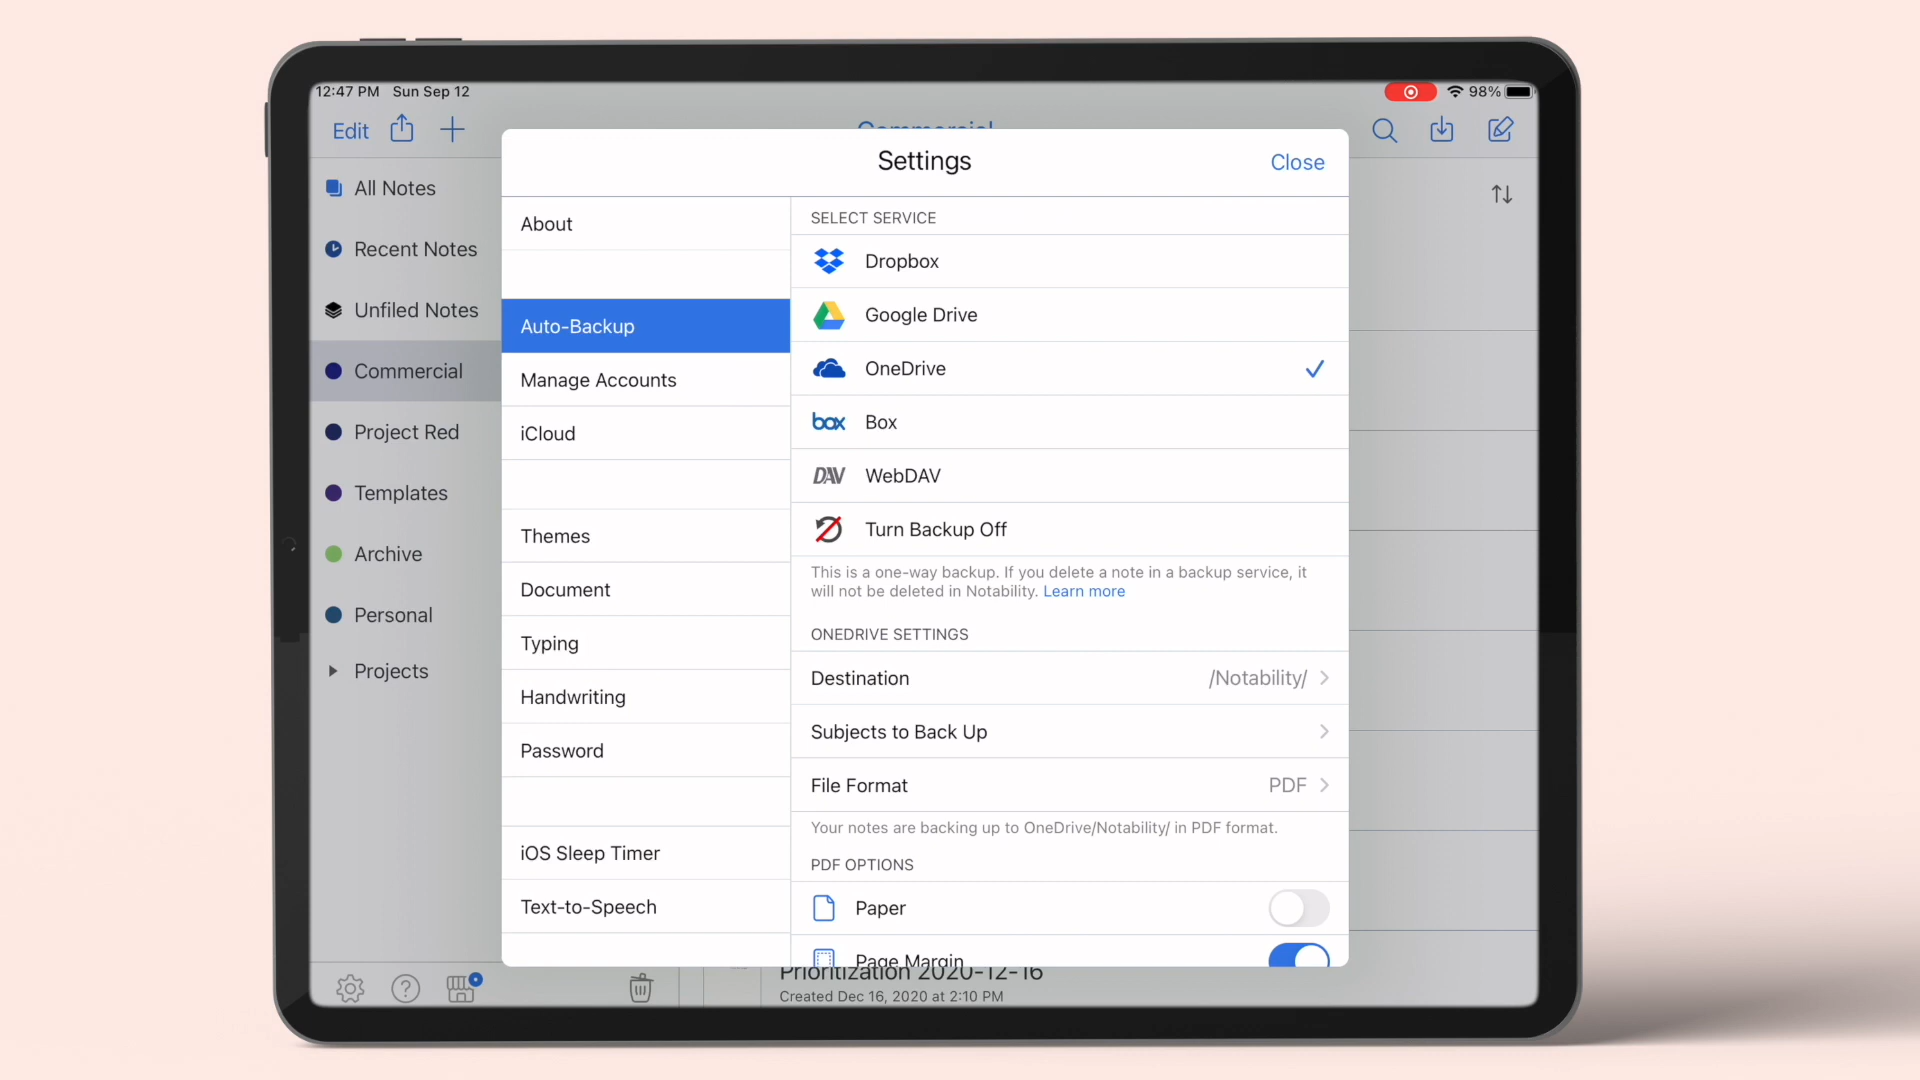 12:47 PM Sun Sep 12
98%
Edit
Commercial
Settings
Close
All Notes
Recent Notes
Unfiled Notes
Commercial
Project Red
Templates
Archive
Personal
Projects
About
Auto-Backup
Manage Accounts
iCloud
Themes
Document
Typing
Handwriting
Password
iOS Sleep Timer
Text-to-Speech
SELECT SERVICE
Dropbox
Google Drive
OneDrive
box Box
DAV WebDAV
Turn Backup Off
This is a one-way backup. If you delete a note in a backup service, it
will not be deleted in Notability. Learn more
ONEDRIVE SETTINGS
Destination /Notability/
Subjects to Back Up
File Format PDF
Your notes are backing up to OneDrive/Notability/ in PDF format.
PDF OPTIONS
Paper
Page Margin
Prioritization 2020-12-16
Created Dec 16, 2020 at 2:10 PM